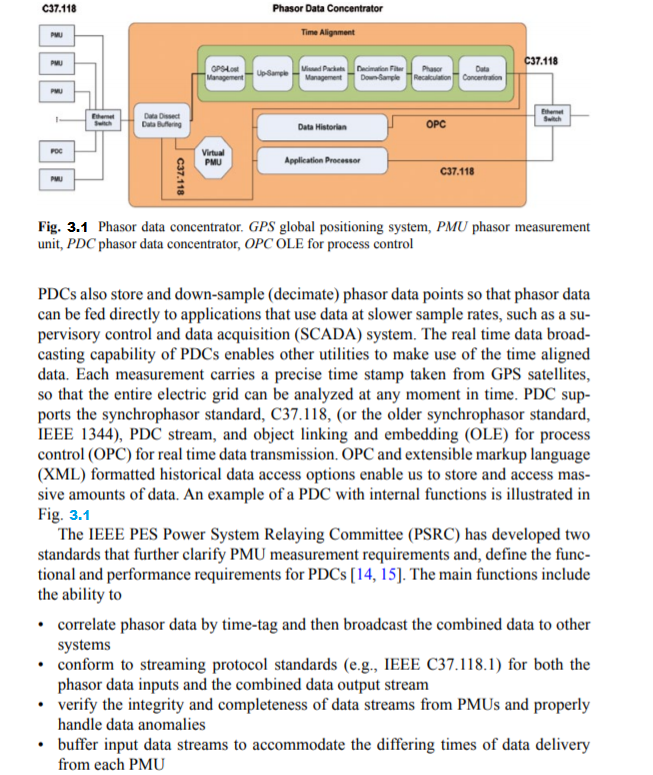 C37.118
Phasor Data Concentrator
PMU
PMU
PMU
PDC
PMU
Ethernet
Switch
Time Alignment
Data Dissect
Data Buffering
GPS-Lost
Management
Up-Sample
Missed Packets
Management
Decimation Filter
Down-Sample
Phasor
Recalculation
Data
Concentration
C37.118
Virtual
PMU
Data Historian
Application Processor
OPC
C37.118
C37.118
Ethernet
Switch
Fig. 3.1 Phasor data concentrator. GPS global positioning system, PMU phasor measurement
unit, PDC phasor data concentrator, OPC OLE for process control
PDCs also store and down-sample (decimate) phasor data points so that phasor data
can be fed directly to applications that use data at slower sample rates, such as a su-
pervisory control and data acquisition (SCADA) system. The real time data broad-
casting capability of PDCs enables other utilities to make use of the time aligned
data. Each measurement carries a precise time stamp taken from GPS satellites,
so that the entire electric grid can be analyzed at any moment in time. PDC sup-
ports the synchrophasor standard, C37.118, (or the older synchrophasor standard,
IEEE 1344), PDC stream, and object linking and embedding (OLE) for process
control (OPC) for real time data transmission. OPC and extensible markup language
(XML) formatted historical data access options enable us to store and access mas-
sive amounts of data. An example of a PDC with internal functions is illustrated in
Fig. 3.1
The IEEE PES Power System Relaying Committee (PSRC) has developed two
standards that further clarify PMU measurement requirements and, define the func-
tional and performance requirements for PDCs [14, 15]. The main functions include
the ability to
• correlate phasor data by time-tag and then broadcast the combined data to other
systems
• conform to streaming protocol standards (e.g., IEEE C37.118.1) for both the
phasor data inputs and the combined data output stream
• verify the integrity and completeness of data streams from PMUs and properly
handle data anomalies
• buffer input data streams to accommodate the differing times of data delivery
from each PMU